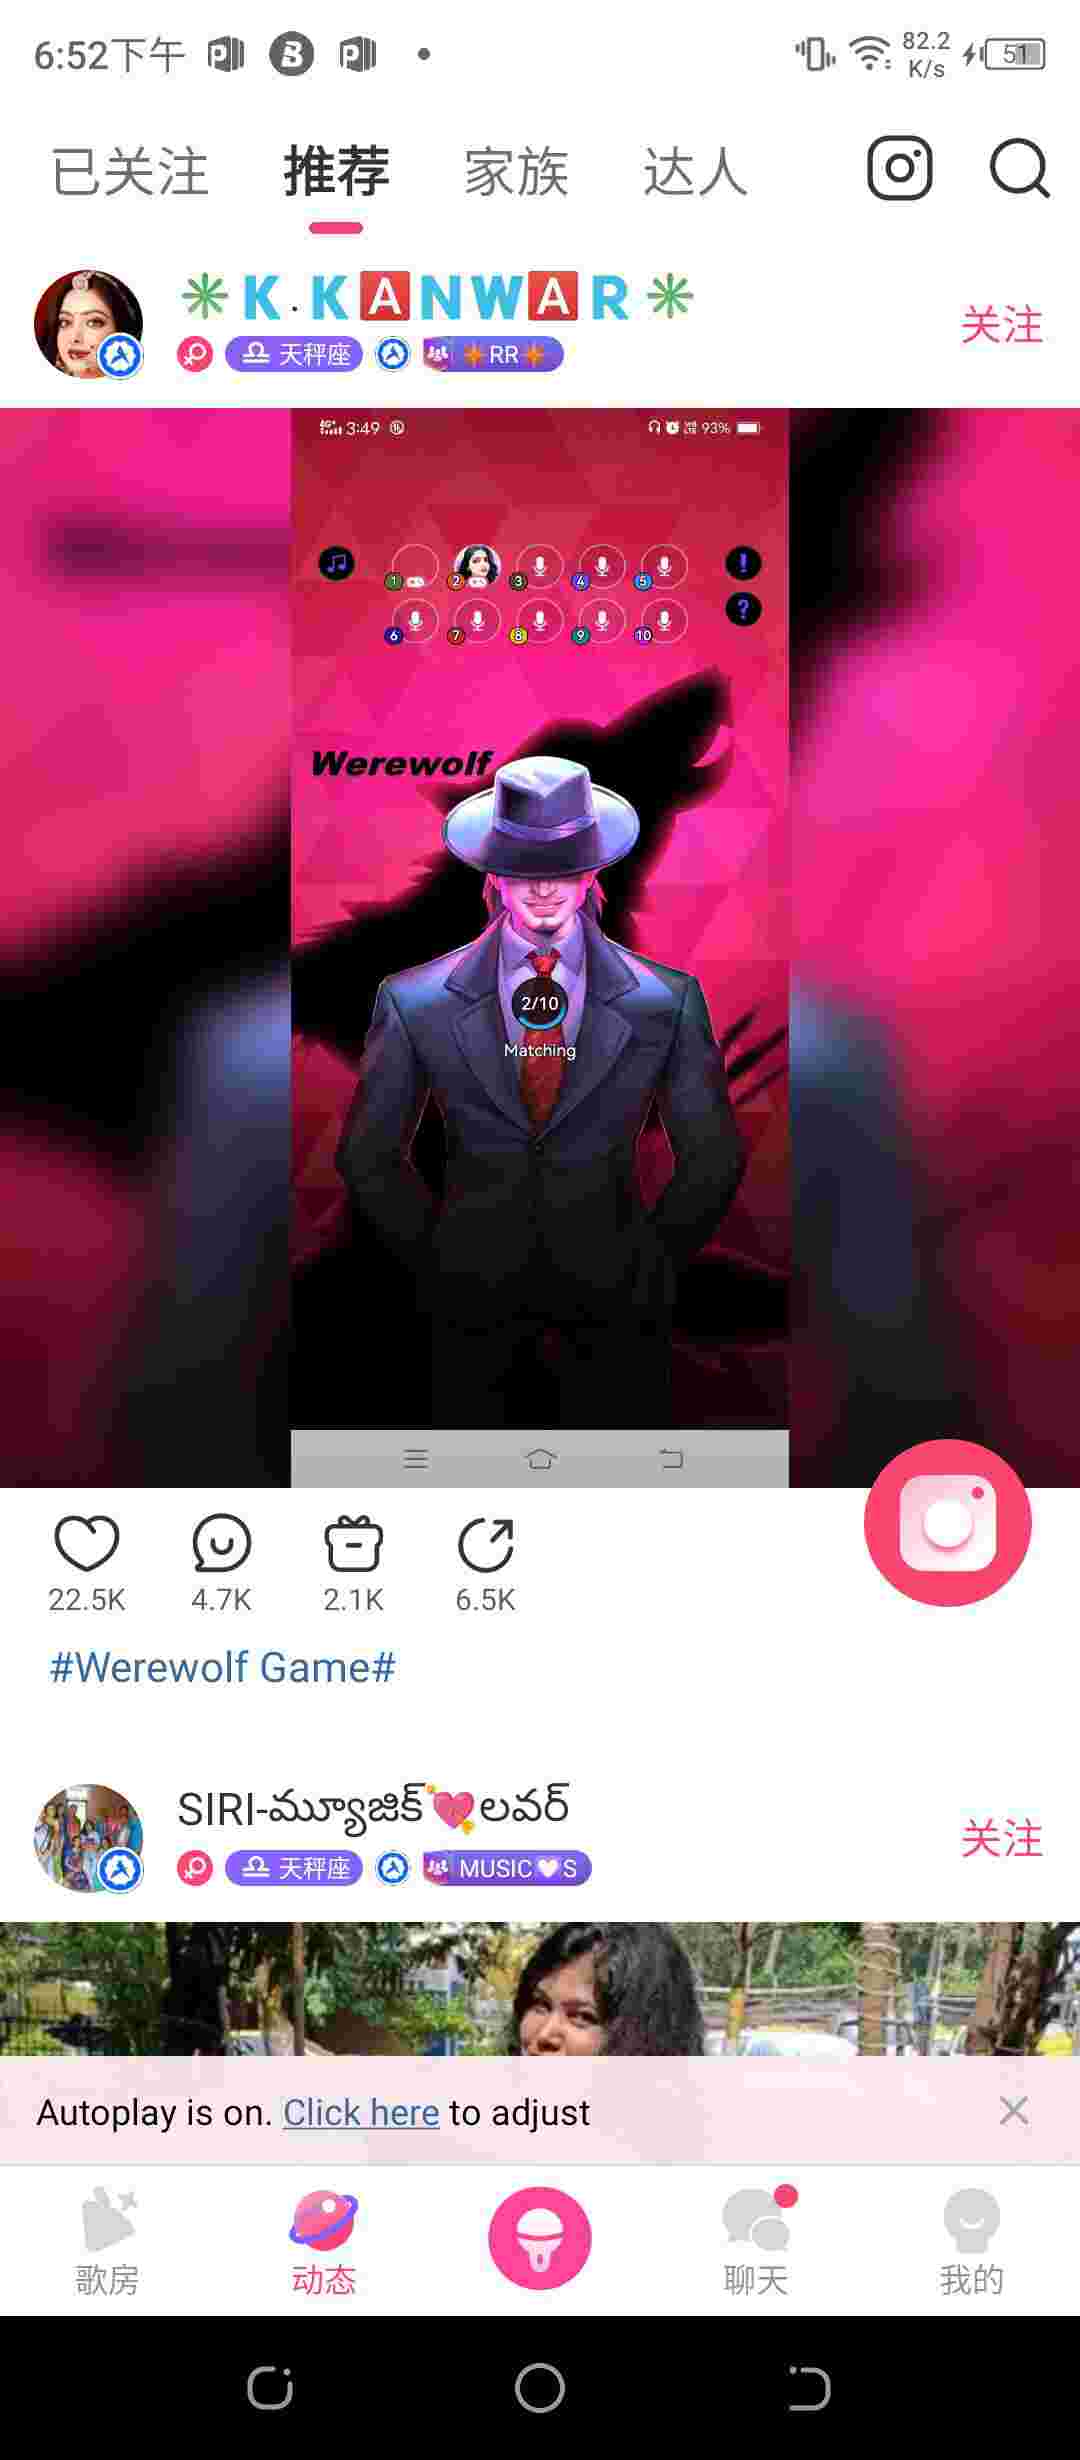 6:52下午
82.2 K/s
51
已关注 推荐 家族 达人
K.KANWAR
关注
天秤座 RR
3:49 93%
1 2 3 4 5
6 7 8 9 10
Werewolf
2/10
Matching
22.5K 4.7K 2.1K 6.5K
#Werewolf Game#
SIRI-మ్యూజిక్💘లవర్
关注
天秤座 MUSIC🤍S
Autoplay is on. Click here to adjust
歌房 动态 聊天 我的